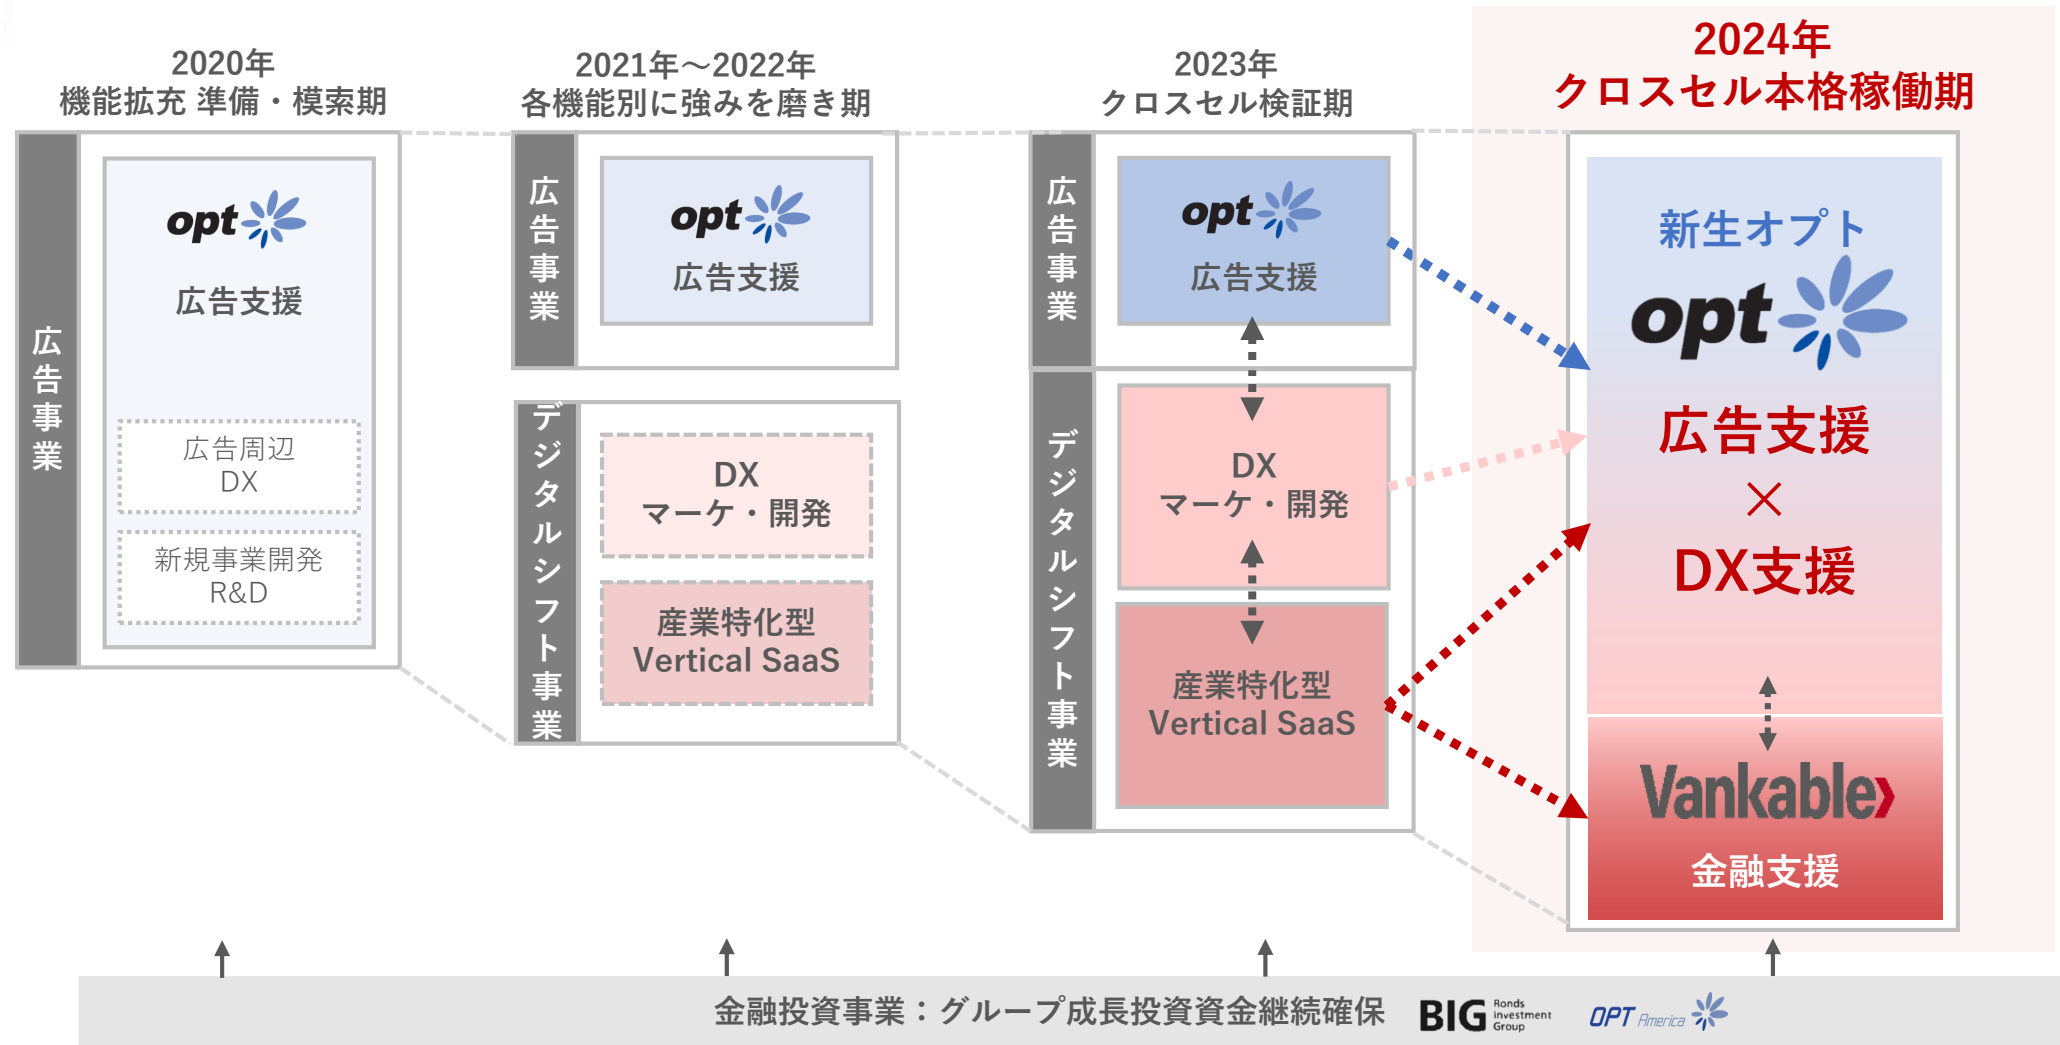 2020年
機能拡充 準備・模索期
広告事業
opt
広告支援
広告周辺
DX
新規事業開発
R&D
2021年～2022年
各機能別に強みを磨き期
広告事業
opt
広告支援
デジタルシフト事業
DX
マーケ・開発
産業特化型
Vertical SaaS
2023年
クロスセル検証期
広告事業
opt
広告支援
デジタルシフト事業
DX
マーケ・開発
産業特化型
Vertical SaaS
2024年
クロスセル本格稼働期
新生オプト
opt
広告支援
×
DX支援
Vankable
金融支援
金融投資事業：グループ成長投資資金継続確保
BIG
Bonds
Investment
Group
OPT America